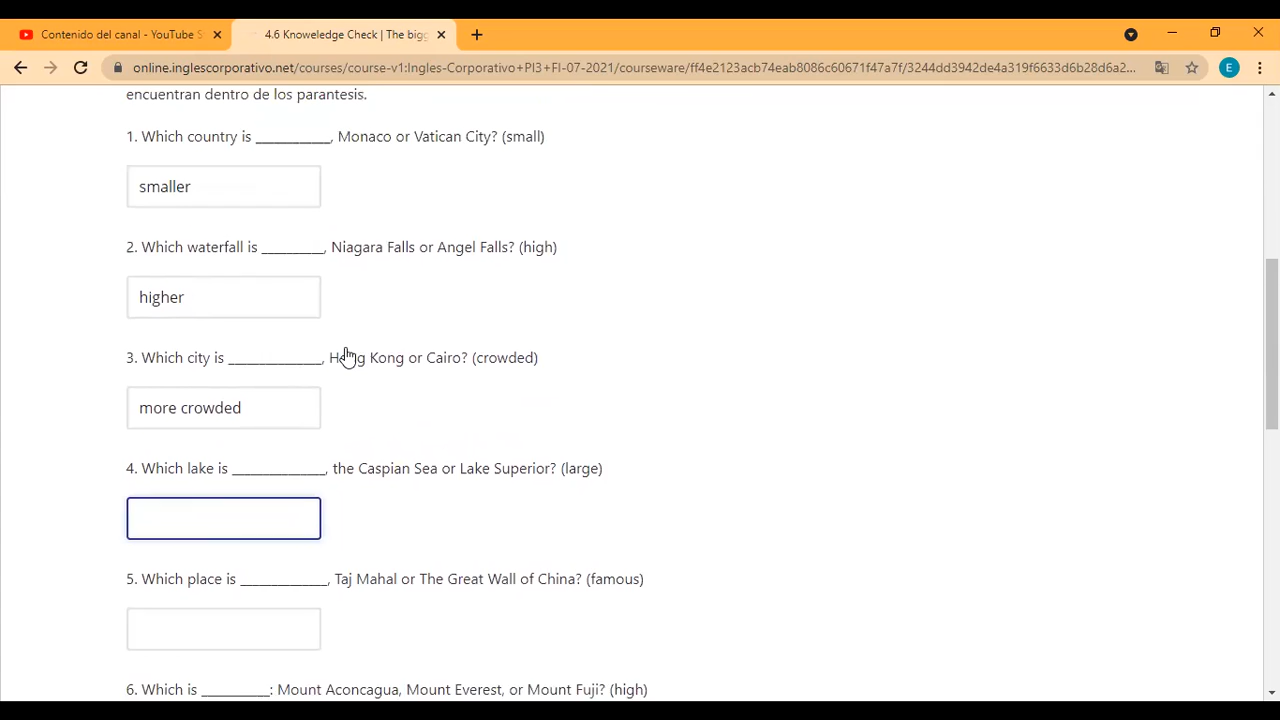 Contenido del canal - YouTube S
4.6 Knoweledge Check | The bigg
online.inglescorporativo.net/courses/course-v1:Ingles-Corporativo+PI3+FI-07-2021/courseware/ff4e2123acb74eab8086c60671f47a7f/3244dd3942de4a319f6633d6b28d6a2...
E
encuentran dentro de los parantesis.
1. Which country is ___________, Monaco or Vatican City? (small)
smaller
2. Which waterfall is _________, Niagara Falls or Angel Falls? (high)
higher
3. Which city is ______________, Hong Kong or Cairo? (crowded)
more crowded
4. Which lake is ______________, the Caspian Sea or Lake Superior? (large)
5. Which place is _____________, Taj Mahal or The Great Wall of China? (famous)
6. Which is __________: Mount Aconcagua, Mount Everest, or Mount Fuji? (high)